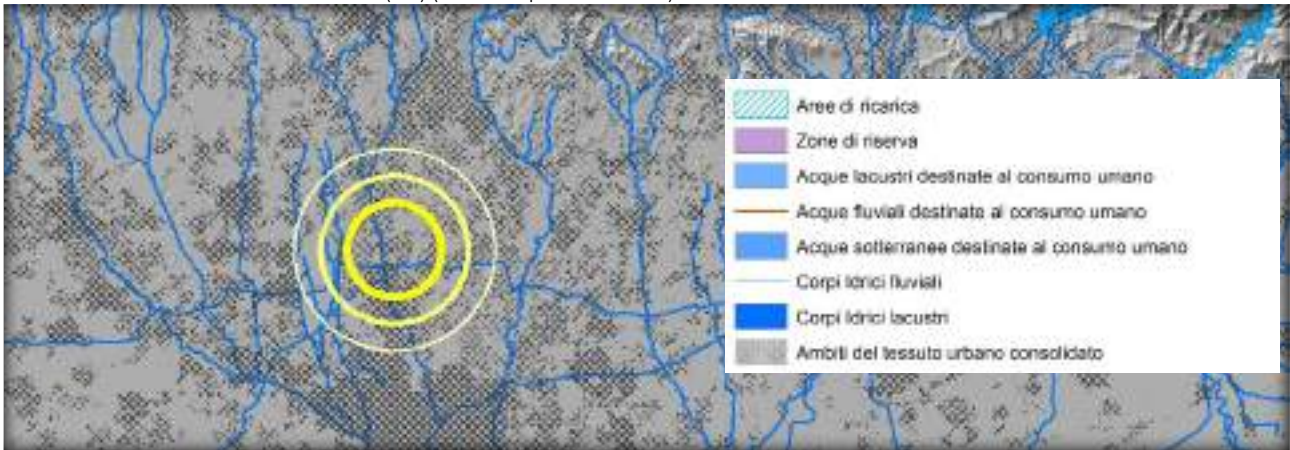 Aree di ricarica
Zone di riserva
Acque lacustri destinate al consumo umano
Acque fluviali destinate al consumo umano
Acque sotterranee destinate al consumo umano
Corpi Idrici fluviali
Corpi Idrici lacustri
Ambiti del tessuto urbano consolidato